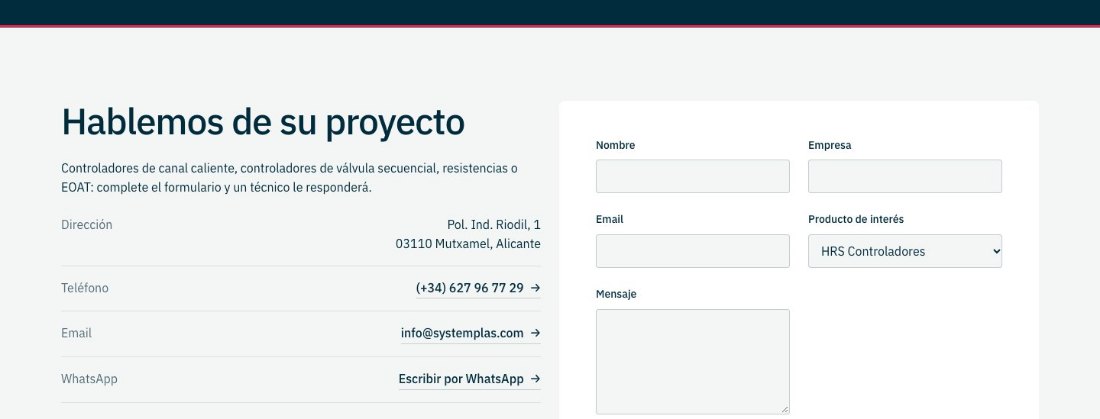 Hablemos de su proyecto
Controladores de canal caliente, controladores de válvula secuencial, resistencias o
EOAT: complete el formulario y un técnico le responderá.
Dirección
Pol. Ind. Riodil, 1
03110 Mutxamel, Alicante
Teléfono
(+34) 627 96 77 29 →
Email
info@systemplas.com →
WhatsApp
Escribir por WhatsApp →
Nombre
Empresa
Email
Producto de interés
HRS Controladores
Mensaje